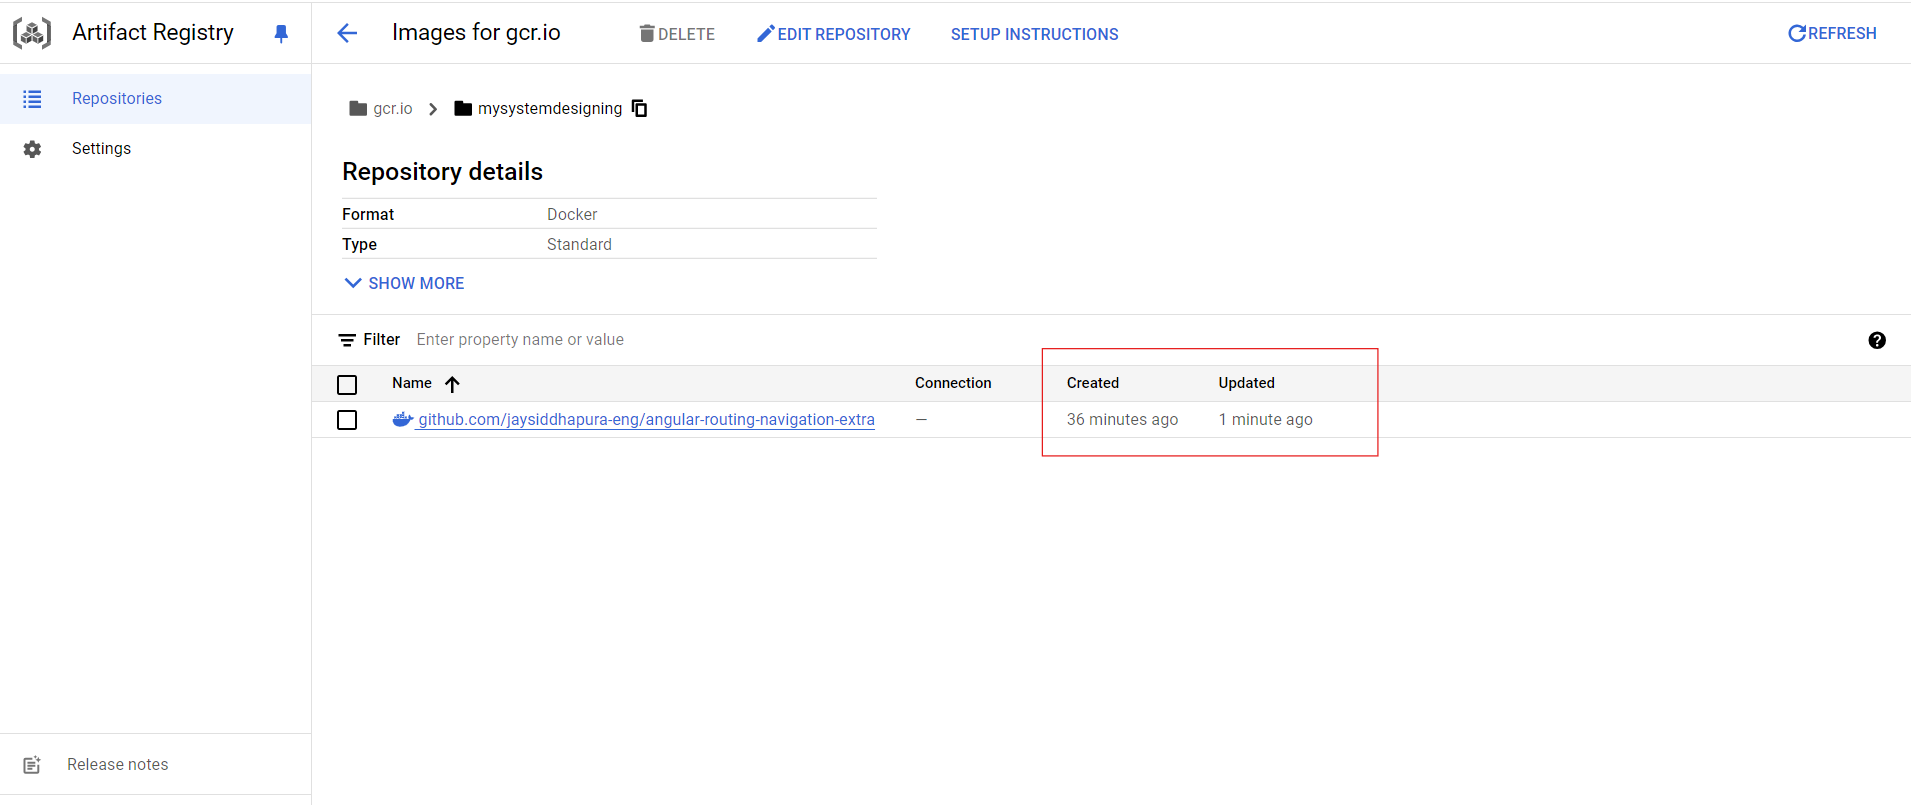 Artifact Registry
Images for gcr.io
DELETE
EDIT REPOSITORY
SETUP INSTRUCTIONS
REFRESH
Repositories
Settings
gcr.io
mysystemdesigning
Repository details
Format Docker
Type Standard
SHOW MORE
Filter Enter property name or value
Name Connection Created Updated
github.com/jaysiddhapura-eng/angular-routing-navigation-extra — 36 minutes ago 1 minute ago
Release notes